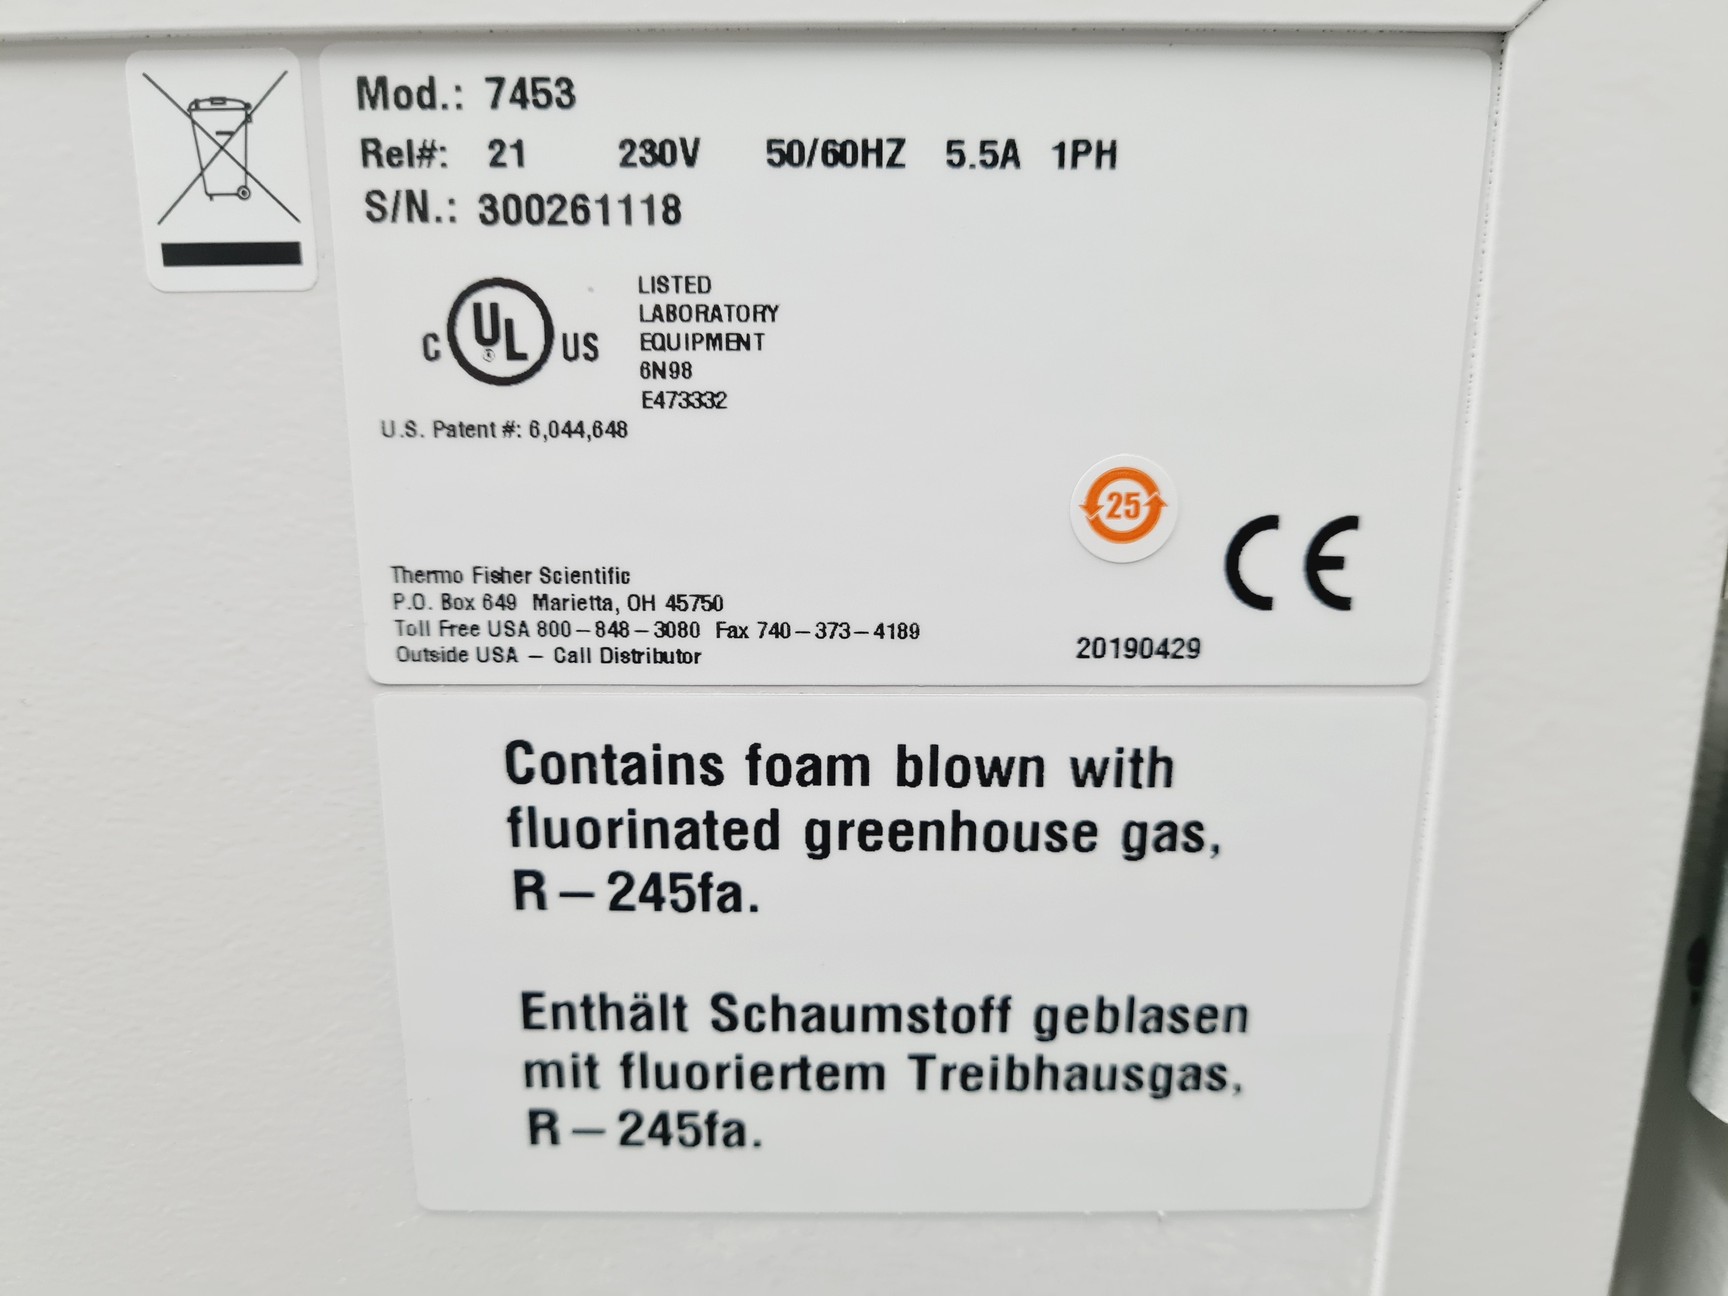 Mod.: 7453
Rel#: 21 230V 50/60HZ 5.5A 1PH
S/N.: 300261118
C UL ® US
LISTED
LABORATORY
EQUIPMENT
6N98
E473332
U.S. Patent #: 6,044,648
25
CE
Thermo Fisher Scientific
P.O. Box 649 Marietta, OH 45750
Toll Free USA 800–848–3080 Fax 740–373–4189
Outside USA – Call Distributor
20190429
Contains foam blown with
fluorinated greenhouse gas,
R–245fa.
Enthält Schaumstoff geblasen
mit fluoriertem Treibhausgas,
R–245fa.